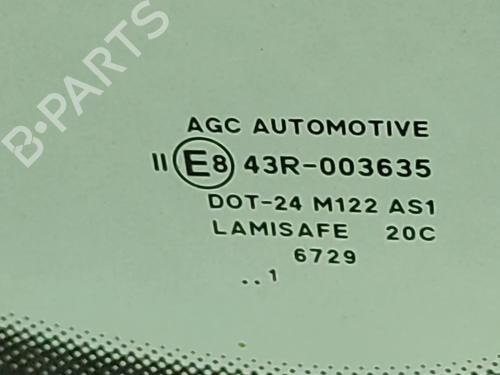 B-PARTS
AGC AUTOMOTIVE
II E8 43R-003635
DOT-24 M122 AS1
LAMISAFE 20C
6729
..1